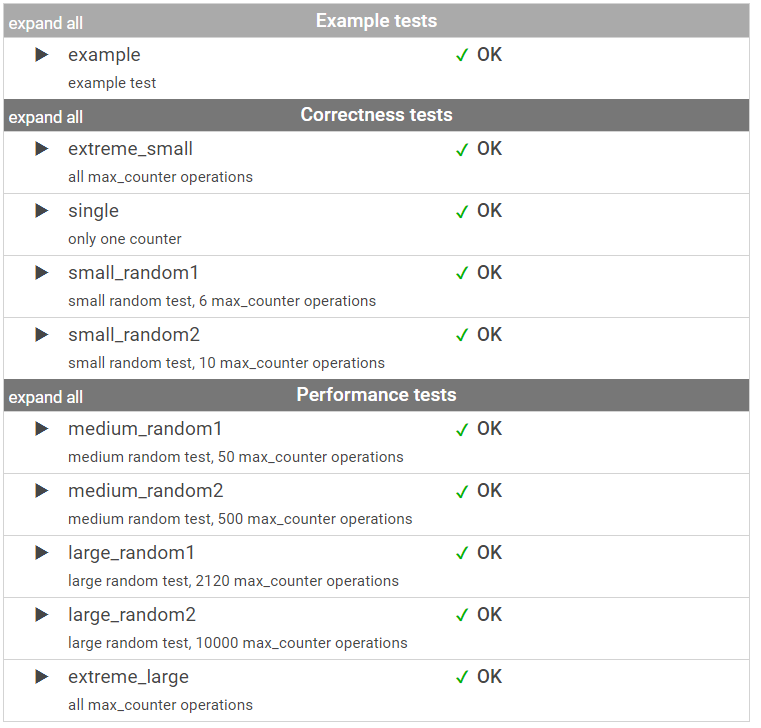 expand all Example tests
example ✓ OK
example test
expand all Correctness tests
extreme_small ✓ OK
all max_counter operations
single ✓ OK
only one counter
small_random1 ✓ OK
small random test, 6 max_counter operations
small_random2 ✓ OK
small random test, 10 max_counter operations
expand all Performance tests
medium_random1 ✓ OK
medium random test, 50 max_counter operations
medium_random2 ✓ OK
medium random test, 500 max_counter operations
large_random1 ✓ OK
large random test, 2120 max_counter operations
large_random2 ✓ OK
large random test, 10000 max_counter operations
extreme_large ✓ OK
all max_counter operations